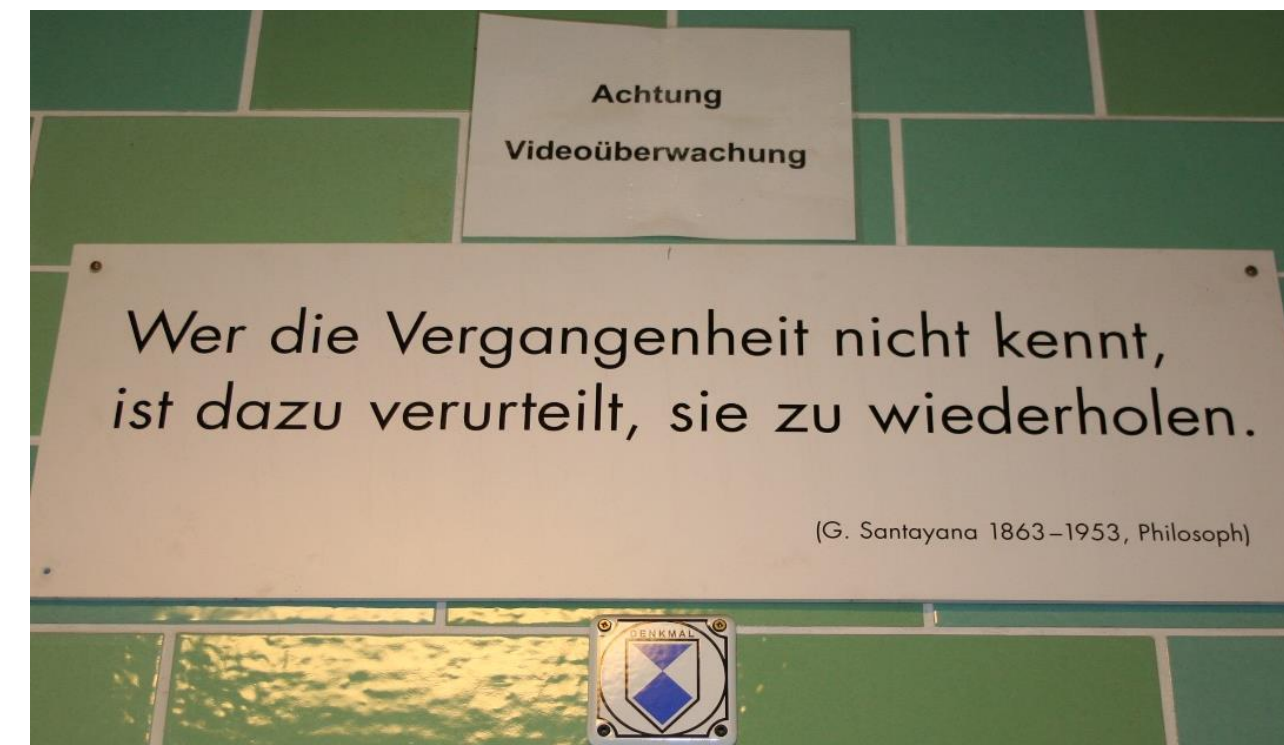 Achtung
Videoüberwachung
Wer die Vergangenheit nicht kennt,
ist dazu verurteilt, sie zu wiederholen.
(G. Santayana 1863–1953, Philosoph)
DENKMAL